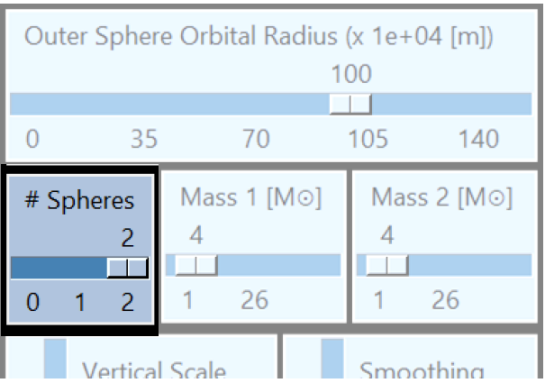 Outer Sphere Orbital Radius (x 1e+04 [m])
100
0 35 70 105 140
# Spheres
2
0 1 2
Mass 1 [M⊙]
4
1 26
Mass 2 [M⊙]
4
1 26
Vertical Scale
Smoothing